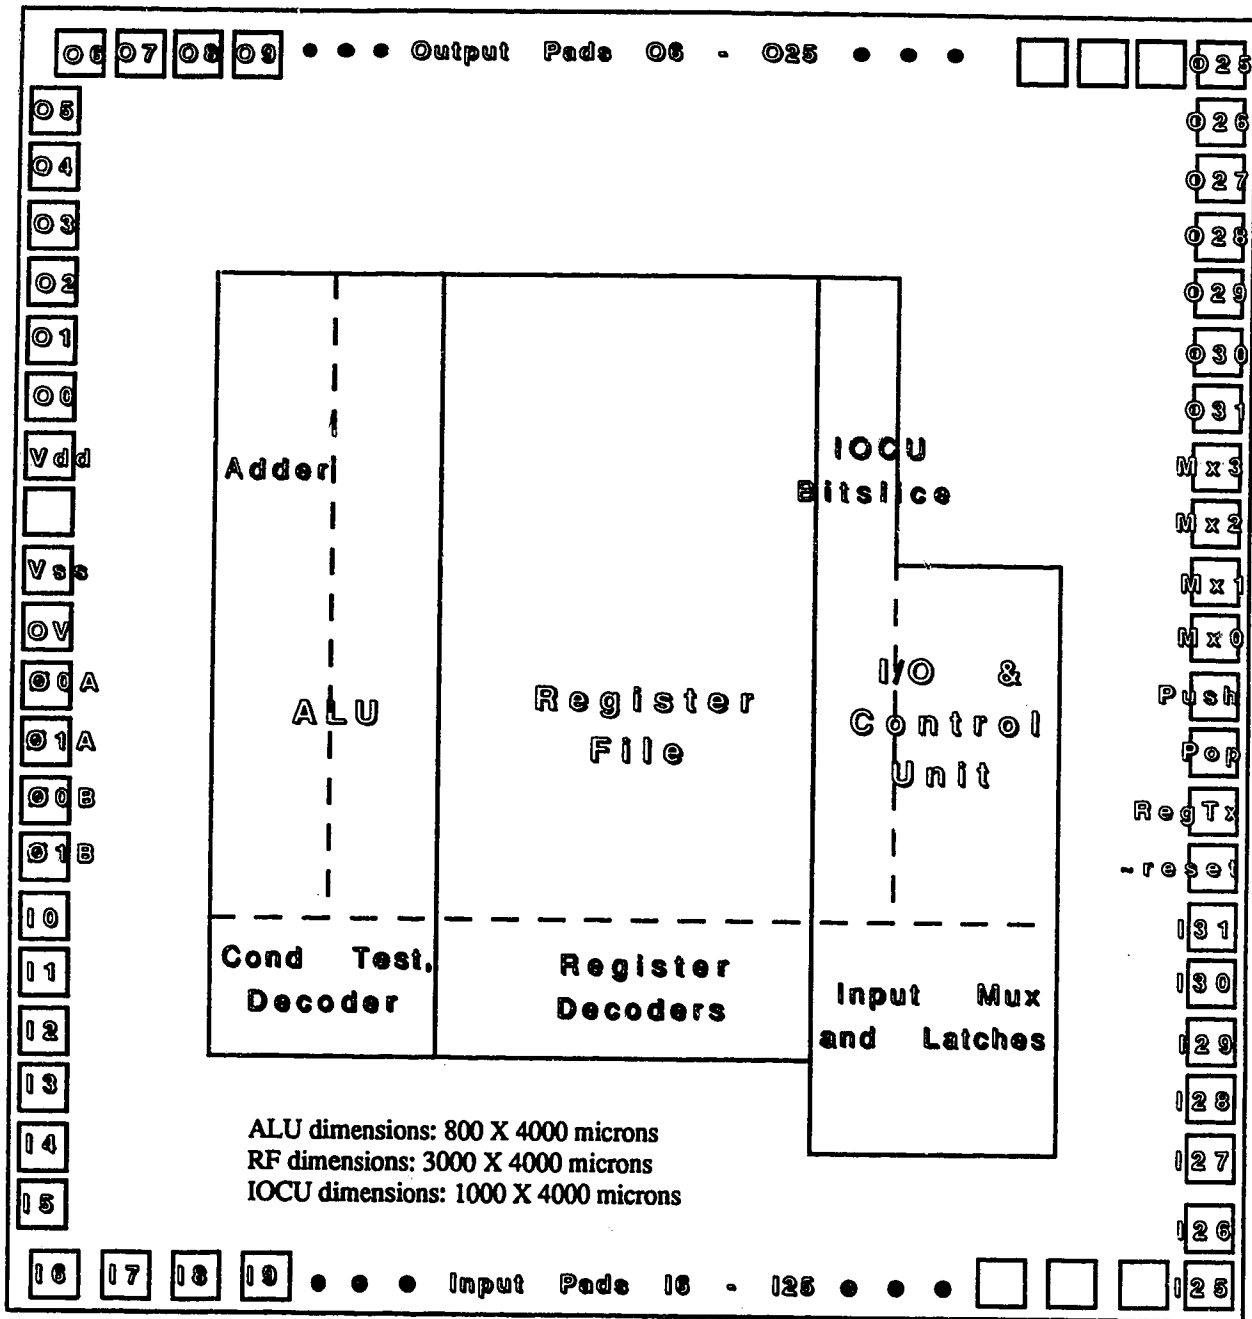 O6 O7 O8 O9 • • • Output Pads O6 - O25 • • • O25
O5
O4
O3
O2
O1
O0
Vdd
Vss
OV
Ø0A
Ø1A
Ø0B
Ø1B
I0
I1
I2
I3
I4
I5
Adder
ALU
Register
File
IOCU
Bitslice
I/O &
Control
Unit
Cond Test,
Decoder
Register
Decoders
Input Mux
and Latches
ALU dimensions: 800 X 4000 microns
RF dimensions: 3000 X 4000 microns
IOCU dimensions: 1000 X 4000 microns
O26
O27
O28
O29
O30
O31
Mx3
Mx2
Mx1
Mx0
Push
Pop
RegTx
~reset
I31
I30
I29
I28
I27
I26
I6 I7 I8 I9 • • • Input Pads I6 - I25 • • • I25